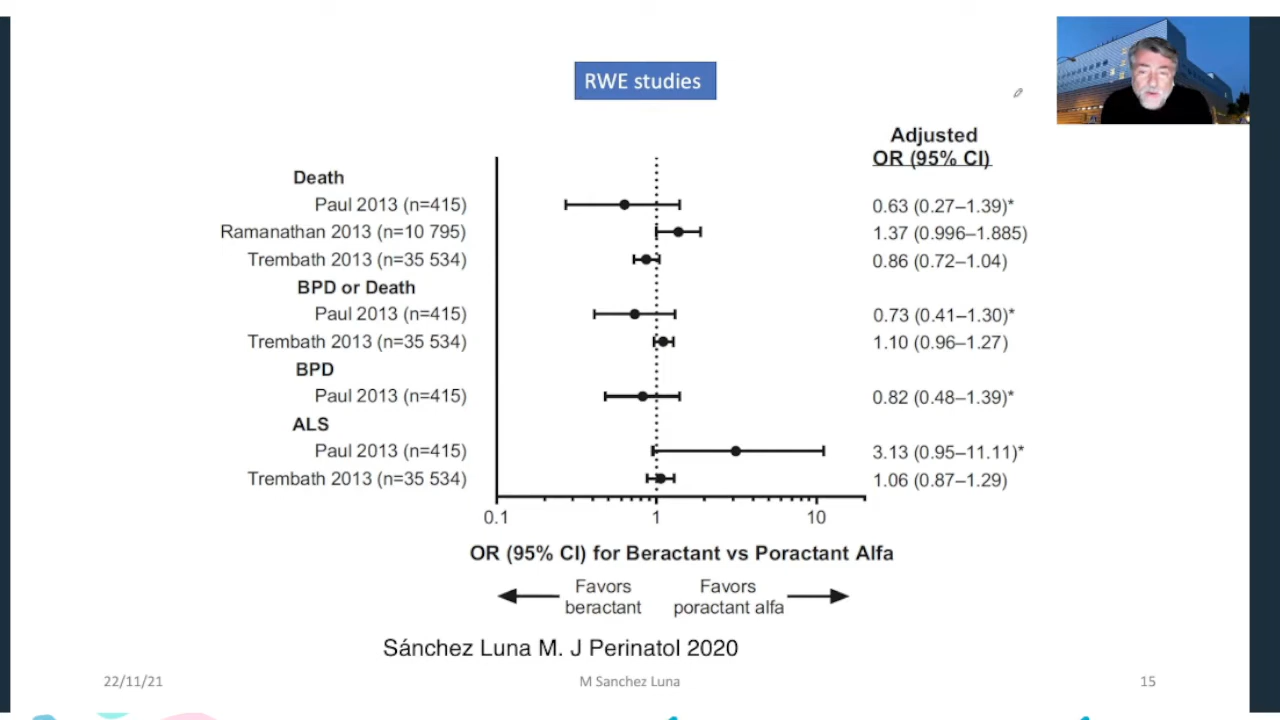 RWE studies
Adjusted
OR (95% CI)
Death
Paul 2013 (n=415) 0.63 (0.27–1.39)*
Ramanathan 2013 (n=10 795) 1.37 (0.996–1.885)
Trembath 2013 (n=35 534) 0.86 (0.72–1.04)
BPD or Death
Paul 2013 (n=415) 0.73 (0.41–1.30)*
Trembath 2013 (n=35 534) 1.10 (0.96–1.27)
BPD
Paul 2013 (n=415) 0.82 (0.48–1.39)*
ALS
Paul 2013 (n=415) 3.13 (0.95–11.11)*
Trembath 2013 (n=35 534) 1.06 (0.87–1.29)
0.1 1 10
OR (95% CI) for Beractant vs Poractant Alfa
Favors Favors
beractant poractant alfa
Sánchez Luna M. J Perinatol 2020
22/11/21 M Sanchez Luna 15